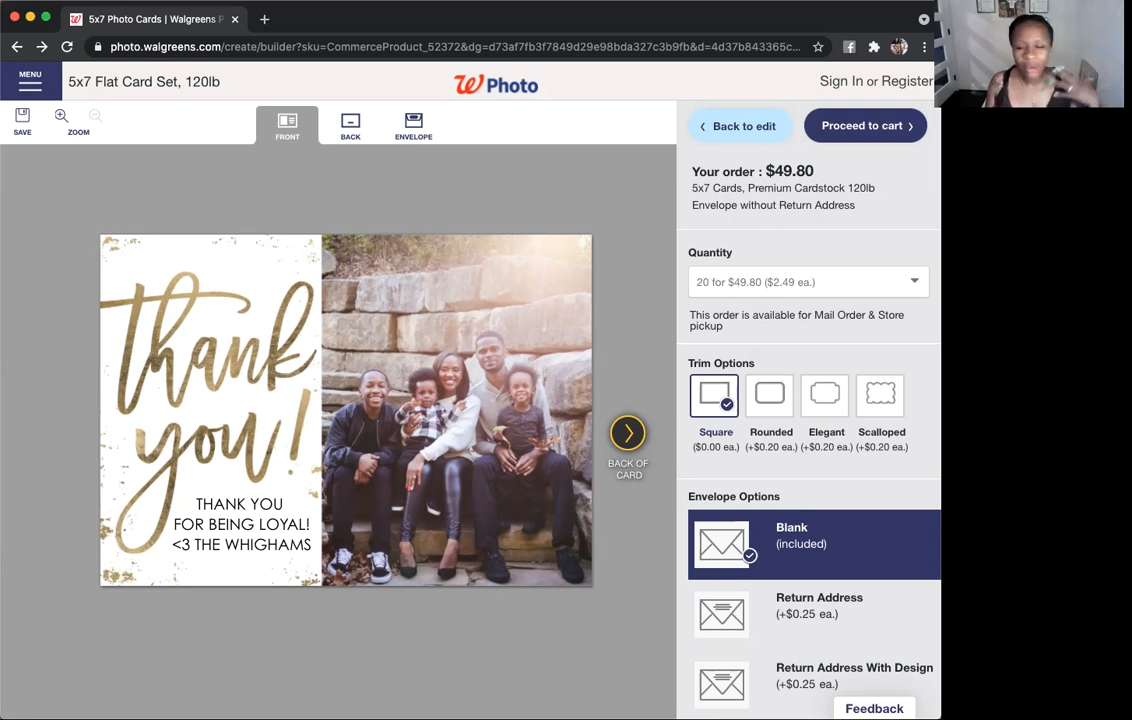 5x7 Photo Cards | Walgreens P
photo.walgreens.com/create/builder?sku=CommerceProduct_52372&dg=d73af7fb3f7849d29e98bda327c3b9fb&d=4d37b843365c...
MENU
5x7 Flat Card Set, 120lb
W Photo
Sign In or Register
SAVE
ZOOM
FRONT
BACK
ENVELOPE
Back to edit
Proceed to cart
Your order : $49.80
5x7 Cards, Premium Cardstock 120lb
Envelope without Return Address
Quantity
20 for $49.80 ($2.49 ea.)
This order is available for Mail Order & Store
pickup
Trim Options
Square Rounded Elegant Scalloped
($0.00 ea.) (+$0.20 ea.) (+$0.20 ea.) (+$0.20 ea.)
Envelope Options
Blank
(included)
Return Address
(+$0.25 ea.)
Return Address With Design
(+$0.25 ea.)
Feedback
thank
you!
THANK YOU
FOR BEING LOYAL!
<3 THE WHIGHAMS
BACK OF
CARD